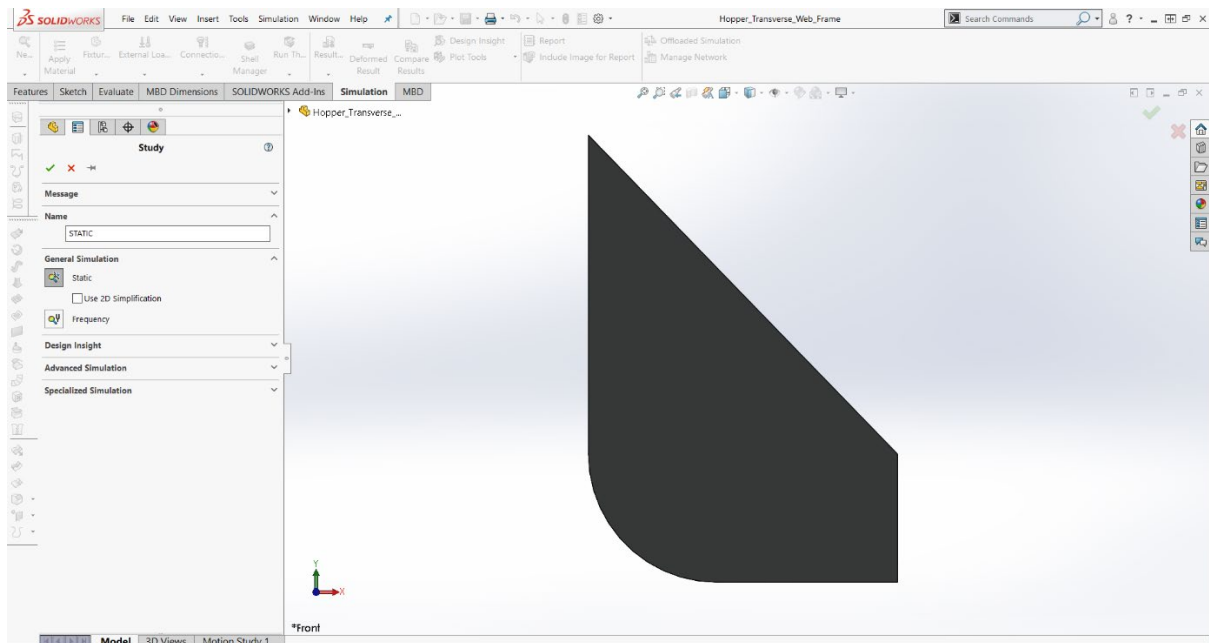 SOLIDWORKS File Edit View Insert Tools Simulation Window Help Hopper_Transverse_Web_Frame Search Commands ?
Ne... Apply Material Fixtur... External Loa... Connectio... Shell Manager Run Th... Result... Deformed Result Compare Results Design Insight Report Offloaded Simulation
Plot Tools Include Image for Report Manage Network
Features Sketch Evaluate MBD Dimensions SOLIDWORKS Add-Ins Simulation MBD
Hopper_Transverse_...
Study
Message
Name
STATIC
General Simulation
Static
Use 2D Simplification
Frequency
Design Insight
Advanced Simulation
Specialized Simulation
Y
X
*Front
Model 3D Views Motion Study 1